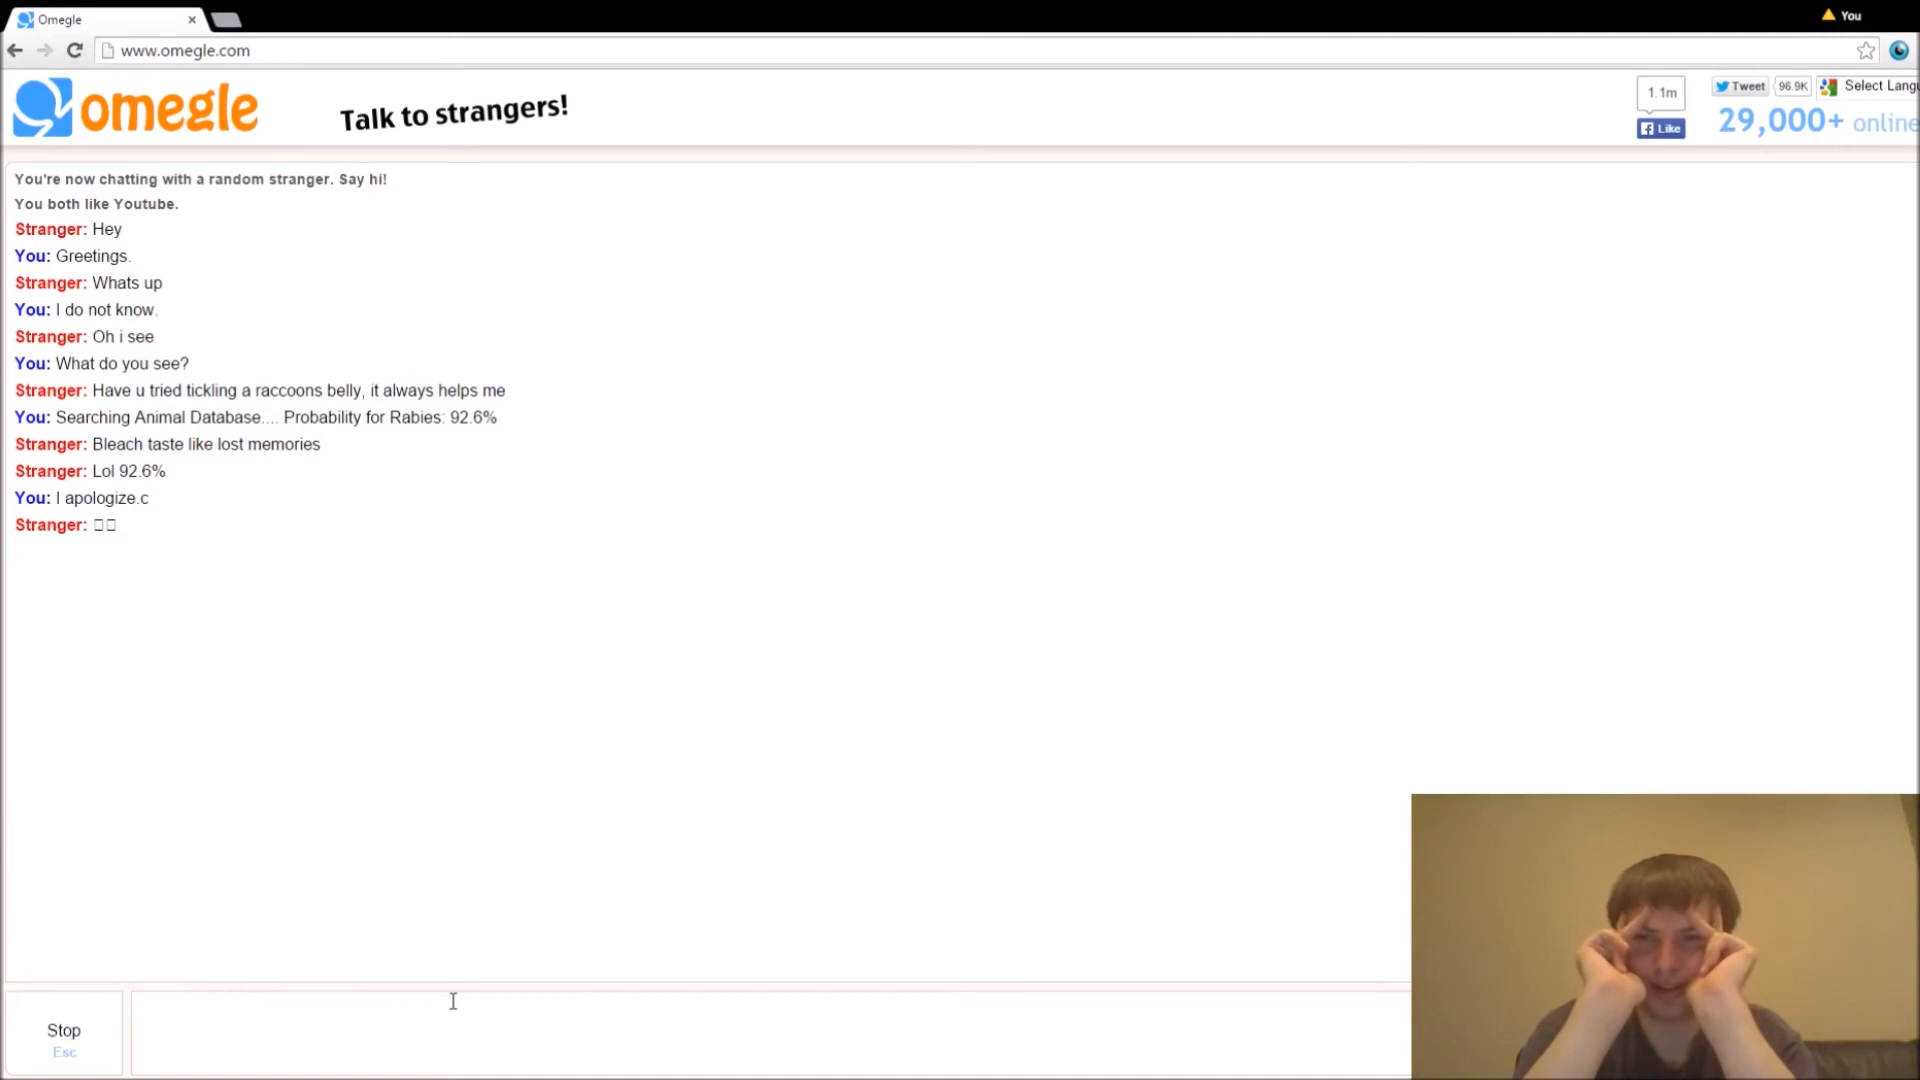 Omegle
You
www.omegle.com
omegle
Talk to strangers!
1.1m
Like
Tweet
96.9K
Select Langu
29,000+ online
You're now chatting with a random stranger. Say hi!
You both like Youtube.
Stranger: Hey
You: Greetings.
Stranger: Whats up
You: I do not know.
Stranger: Oh i see
You: What do you see?
Stranger: Have u tried tickling a raccoons belly, it always helps me
You: Searching Animal Database.... Probability for Rabies: 92.6%
Stranger: Bleach taste like lost memories
Stranger: Lol 92.6%
You: I apologize.c
Stranger: □□
Stop
Esc